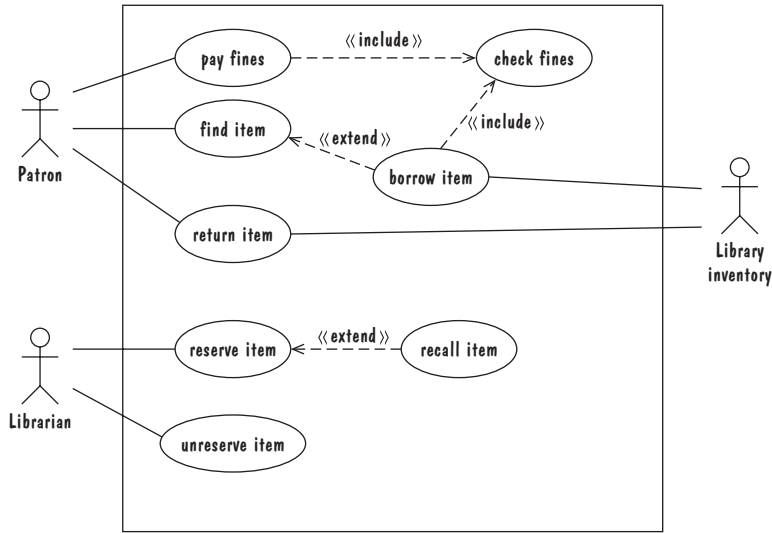 pay fines
《include》
check fines
find item
《extend》
《include》
borrow item
Patron
return item
Library
inventory
reserve item
《extend》
recall item
Librarian
unreserve item